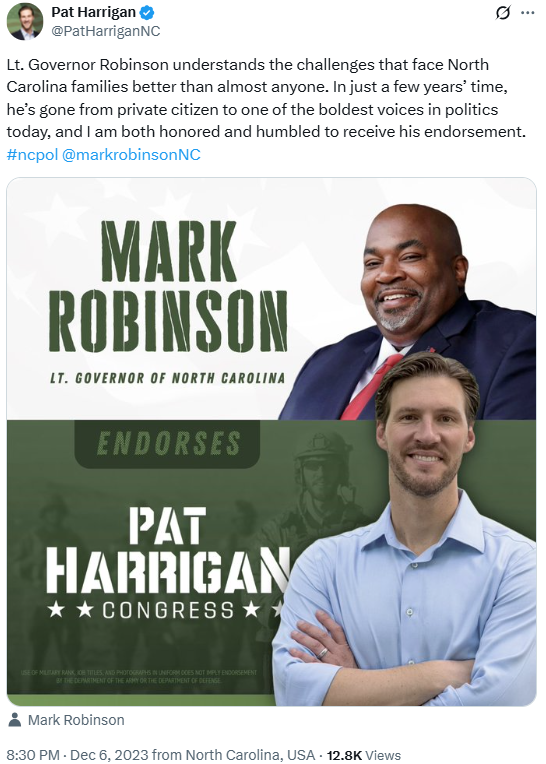 Pat Harrigan
@PatHarriganNC
Lt. Governor Robinson understands the challenges that face North
Carolina families better than almost anyone. In just a few years’ time,
he’s gone from private citizen to one of the boldest voices in politics
today, and I am both honored and humbled to receive his endorsement.
#ncpol @markrobinsonNC
MARK
ROBINSON
LT. GOVERNOR OF NORTH CAROLINA
ENDORSES
PAT
HARRIGAN
CONGRESS
USE OF MILITARY RANK, JOB TITLES, AND PHOTOGRAPHS IN UNIFORM DOES NOT IMPLY ENDORSEMENT
BY THE DEPARTMENT OF THE ARMY OR THE DEPARTMENT OF DEFENSE.
Mark Robinson
8:30 PM · Dec 6, 2023 from North Carolina, USA · 12.8K Views